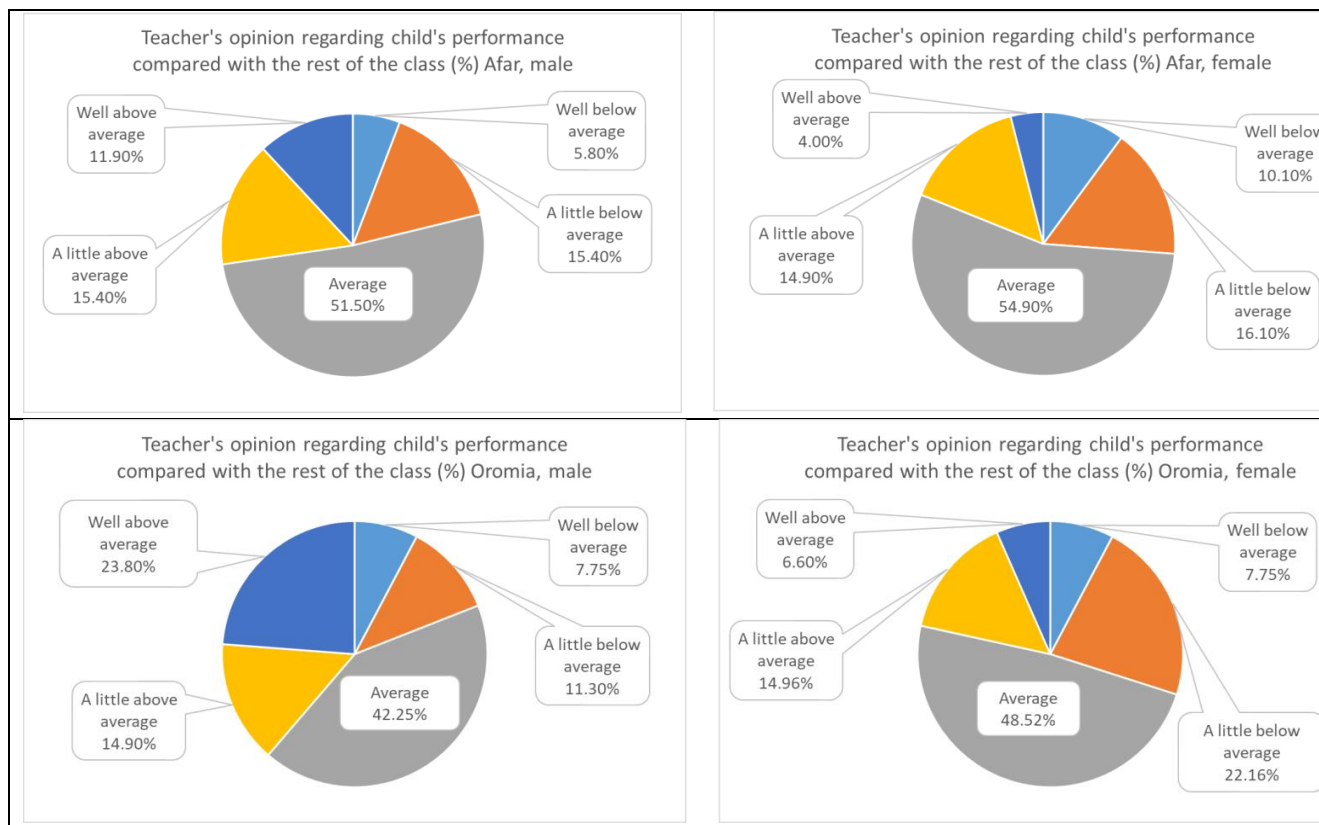 Teacher's opinion regarding child's performance
compared with the rest of the class (%) Afar, male
Well above
average
11.90%
Well below
average
5.80%
A little above
average
15.40%
A little below
average
15.40%
Average
51.50%
Teacher's opinion regarding child's performance
compared with the rest of the class (%) Afar, female
Well above
average
4.00%
Well below
average
10.10%
A little above
average
14.90%
A little below
average
16.10%
Average
54.90%
Teacher's opinion regarding child's performance
compared with the rest of the class (%) Oromia, male
Well above
average
23.80%
Well below
average
7.75%
A little above
average
14.90%
A little below
average
11.30%
Average
42.25%
Teacher's opinion regarding child's performance
compared with the rest of the class (%) Oromia, female
Well above
average
6.60%
Well below
average
7.75%
A little above
average
14.96%
A little below
average
22.16%
Average
48.52%